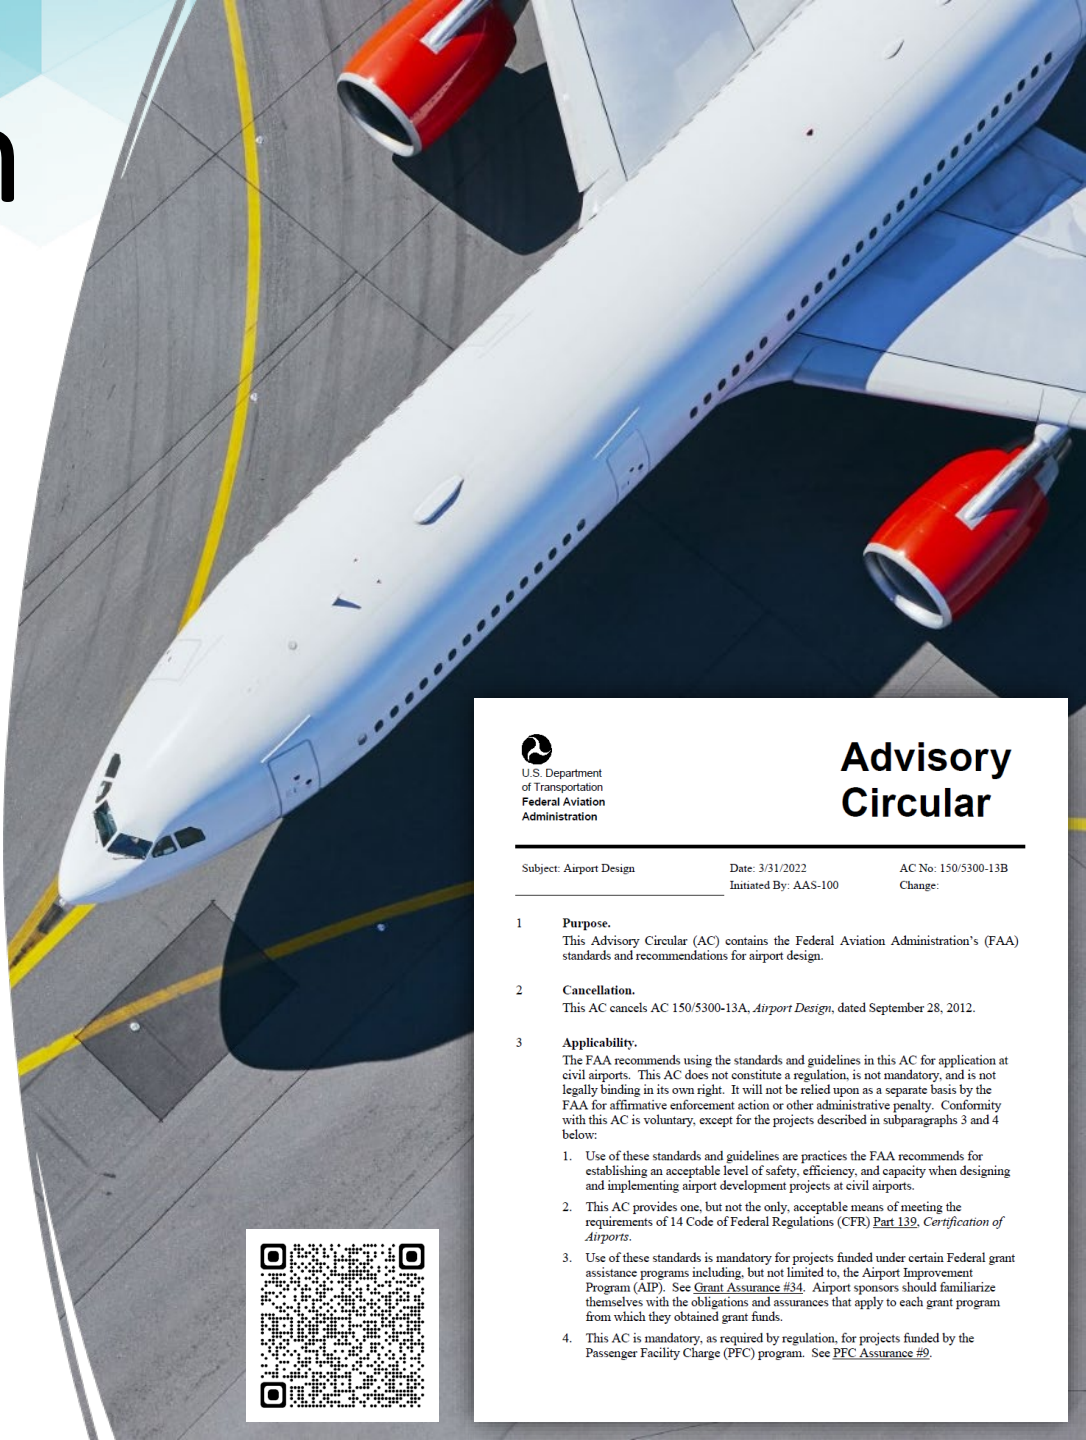 n
U.S. Department
of Transportation
Federal Aviation
Administration
Advisory
Circular
Subject: Airport Design
Date: 3/31/2022
AC No: 150/5300-13B
Initiated By: AAS-100
Change:
1 Purpose.
This Advisory Circular (AC) contains the Federal Aviation Administration's (FAA)
standards and recommendations for airport design.
2 Cancellation.
This AC cancels AC 150/5300-13A, Airport Design, dated September 28, 2012.
3 Applicability.
The FAA recommends using the standards and guidelines in this AC for application at
civil airports. This AC does not constitute a regulation, is not mandatory, and is not
legally binding in its own right. It will not be relied upon as a separate basis by the
FAA for affirmative enforcement action or other administrative penalty. Conformity
with this AC is voluntary, except for the projects described in subparagraphs 3 and 4
below:
1. Use of these standards and guidelines are practices the FAA recommends for
establishing an acceptable level of safety, efficiency, and capacity when designing
and implementing airport development projects at civil airports.
2. This AC provides one, but not the only, acceptable means of meeting the
requirements of 14 Code of Federal Regulations (CFR) Part 139, Certification of
Airports.
3. Use of these standards is mandatory for projects funded under certain Federal grant
assistance programs including, but not limited to, the Airport Improvement
Program (AIP). See Grant Assurance #34. Airport sponsors should familiarize
themselves with the obligations and assurances that apply to each grant program
from which they obtained grant funds.
4. This AC is mandatory, as required by regulation, for projects funded by the
Passenger Facility Charge (PFC) program. See PFC Assurance #9.